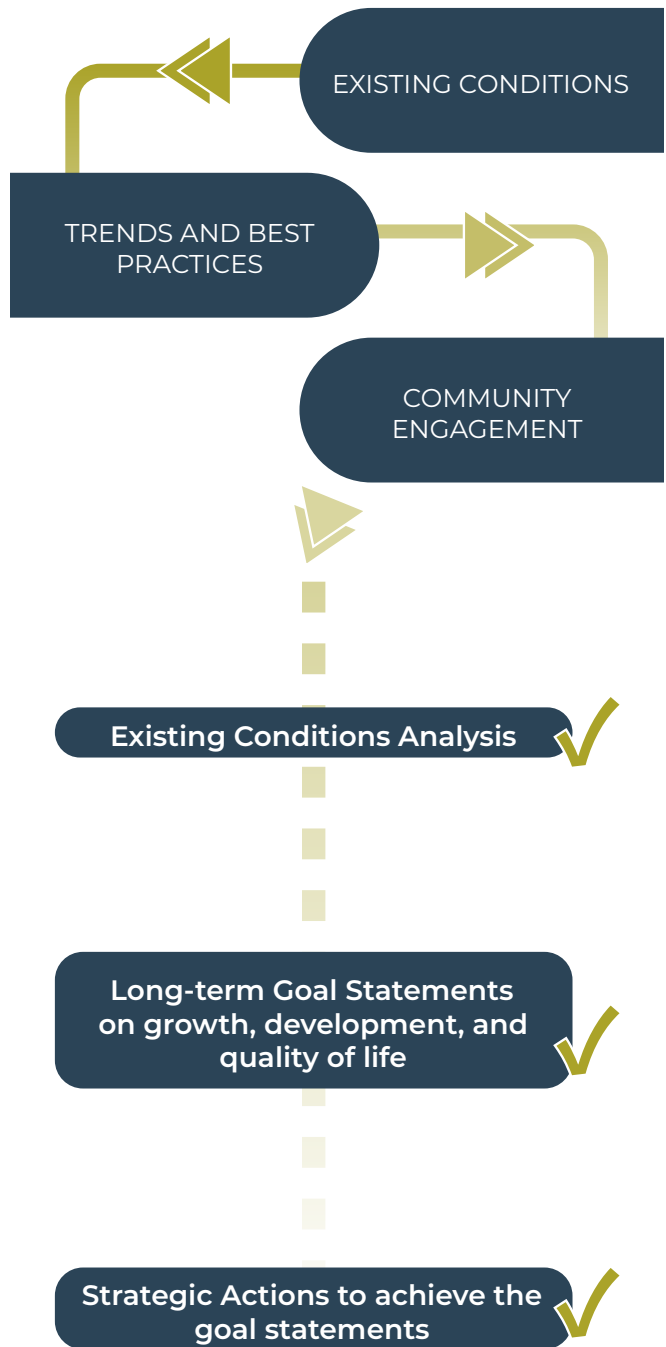 EXISTING CONDITIONS
TRENDS AND BEST
PRACTICES
COMMUNITY
ENGAGEMENT
Existing Conditions Analysis
Long-term Goal Statements
on growth, development, and
quality of life
Strategic Actions to achieve the
goal statements